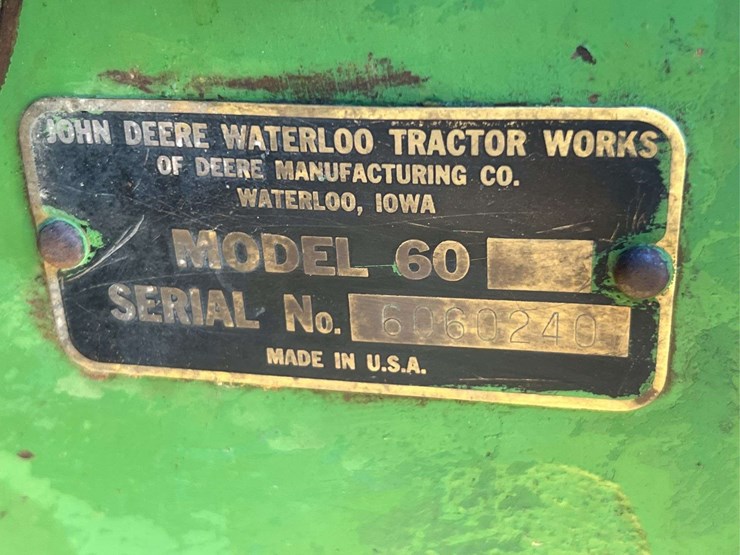 JOHN DEERE WATERLOO TRACTOR WORKS
OF DEERE MANUFACTURING CO.
WATERLOO, IOWA
MODEL 60
SERIAL No. 6060240
MADE IN U.S.A.